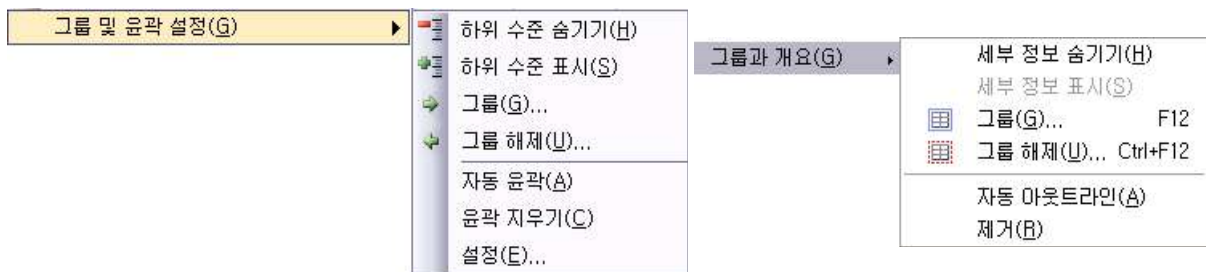 그룹 및 윤곽 설정(G)
하위 수준 숨기기(H)
하위 수준 표시(S)
그룹(G)...
그룹 해제(U)...
자동 윤곽(A)
윤곽 지우기(C)
설정(E)...
그룹과 개요(G)
세부 정보 숨기기(H)
세부 정보 표시(S)
그룹(G)... F12
그룹 해제(U)... Ctrl+F12
자동 아웃트라인(A)
제거(R)